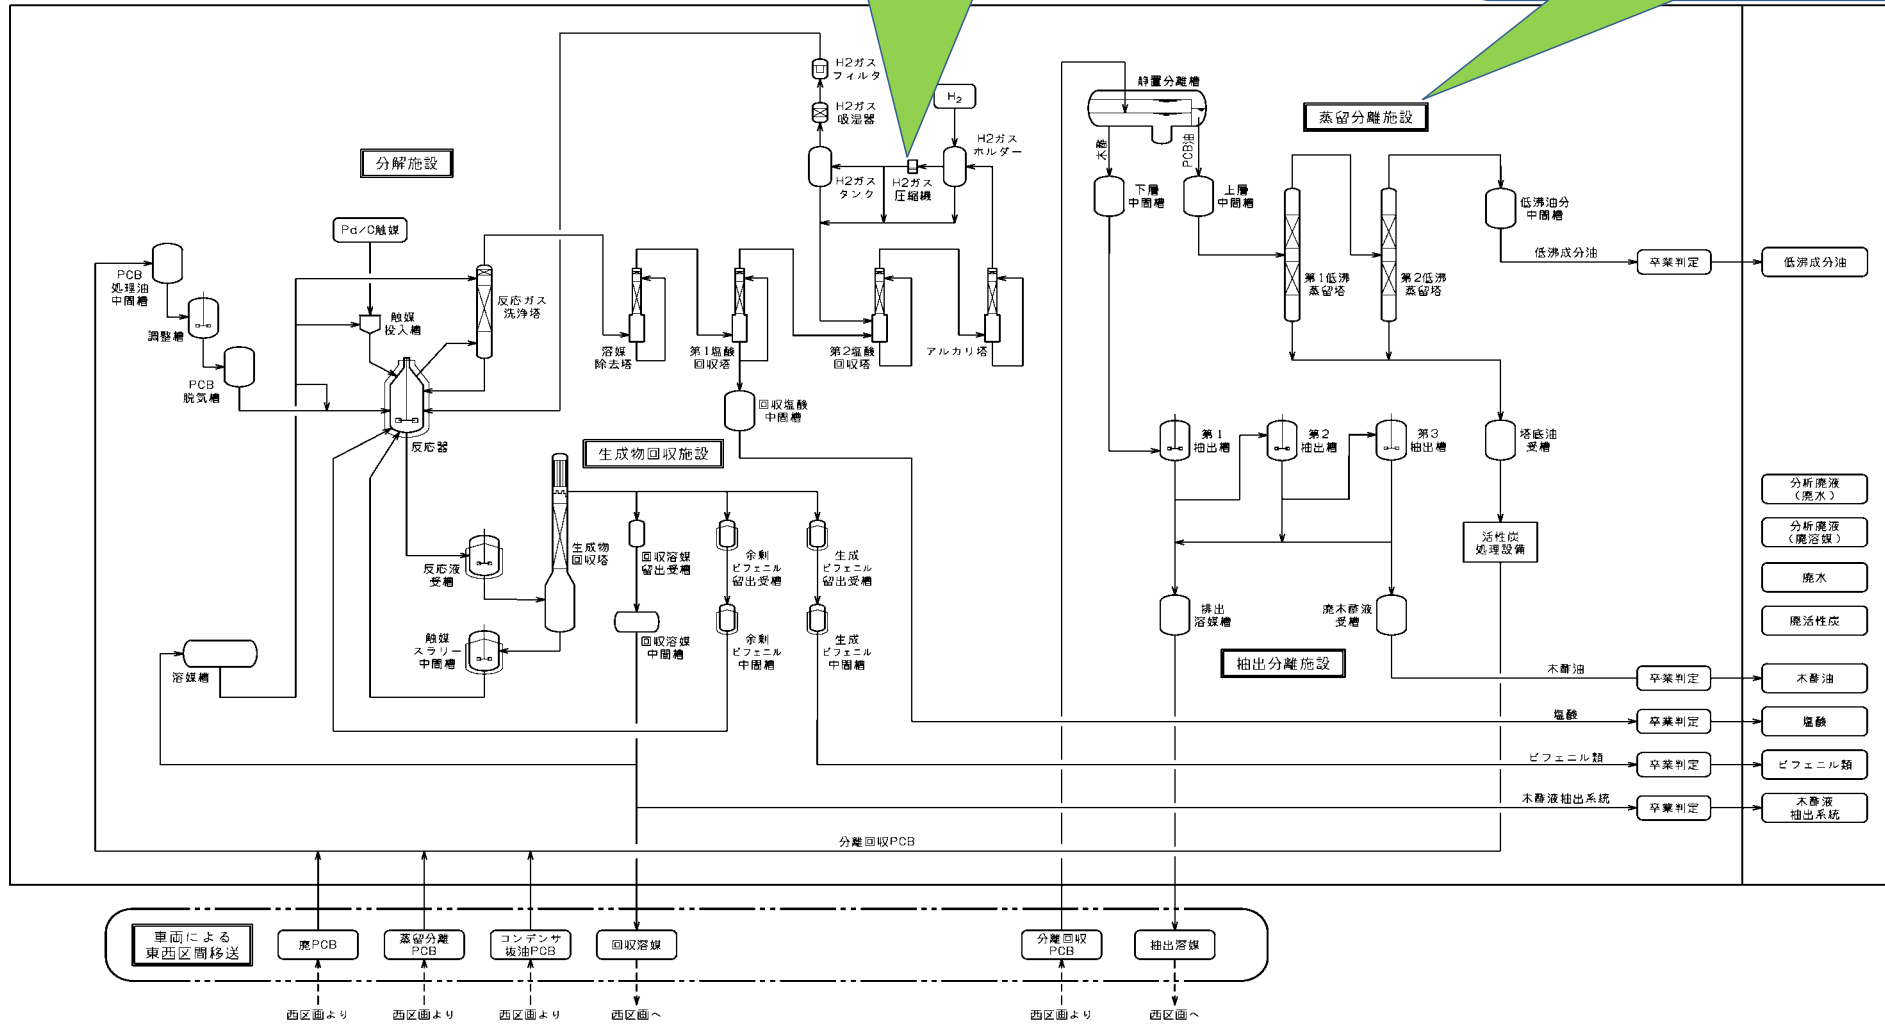 H2ガス
フィルタ
H2ガス
吸湿器
H₂
H2ガス
ホルダー
H2ガス
タンク
H2ガス
圧縮機
静置分離槽
木酢
PCB油
蒸留分離施設
分解施設
下層
中間槽
上層
中間槽
低沸油分
中間槽
Pd/C触媒
PCB
処理油
中間槽
調整槽
PCB
脱気槽
触媒
投入槽
反応ガス
洗浄塔
溶媒
除去塔
第1塩酸
回収塔
第2塩酸
回収塔
アルカリ塔
第1低沸
蒸留塔
第2低沸
蒸留塔
低沸成分油
卒業判定
低沸成分油
反応器
回収塩酸
中間槽
生成物回収施設
第1
抽出槽
第2
抽出槽
第3
抽出槽
塔底油
受槽
分析廃液
(廃水)
分析廃液
(廃溶媒)
廃水
廃活性炭
活性炭
処理設備
反応液
受槽
生成物
回収塔
回収溶媒
留出受槽
余剰
ビフェニル
留出受槽
生成
ビフェニル
留出受槽
触媒
スラリー
中間槽
回収溶媒
中間槽
余剰
ビフェニル
中間槽
生成
ビフェニル
中間槽
溶媒槽
排出
溶媒槽
廃木酢液
受槽
抽出分離施設
木酢油
卒業判定
木酢油
塩酸
卒業判定
塩酸
ビフェニル類
卒業判定
ビフェニル類
木酢液抽出系統
卒業判定
木酢液
抽出系統
分離回収PCB
車両による
東西区間移送
廃PCB
蒸留分離
PCB
コンデンサ
抜油PCB
回収溶媒
分離回収
PCB
抽出溶媒
西区画より
西区画より
西区画より
西区画へ
西区画より
西区画へ